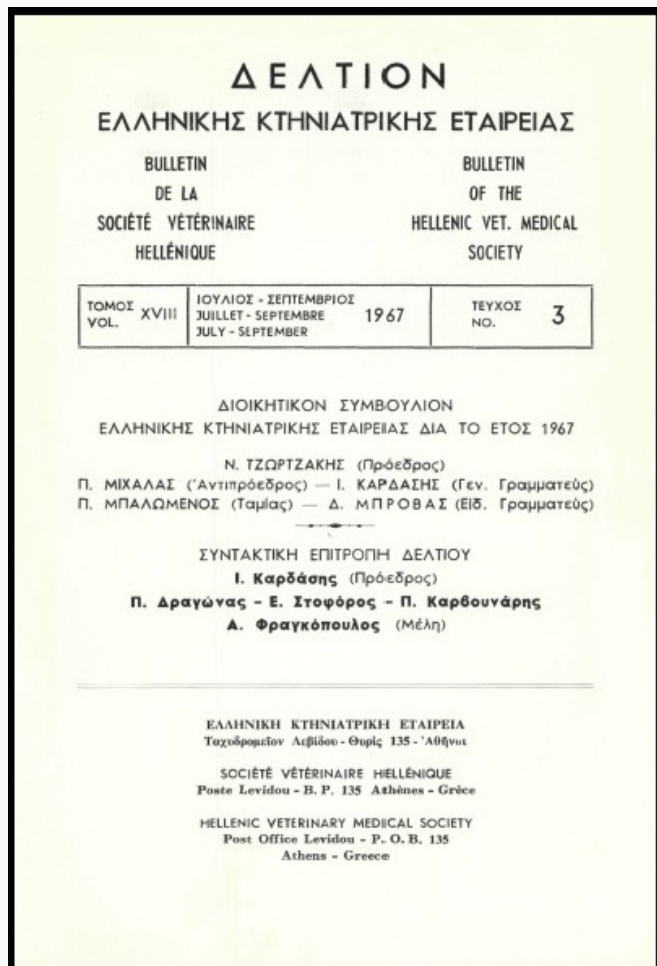 ΔΕΛΤΙΟΝ
ΕΛΛΗΝΙΚΗΣ ΚΤΗΝΙΑΤΡΙΚΗΣ ΕΤΑΙΡΕΙΑΣ
BULLETIN
DE LA
SOCIÉTÉ VÉTÉRINAIRE
HELLÉNIQUE
BULLETIN
OF THE
HELLENIC VET. MEDICAL
SOCIETY
ΤΟΜΟΣ
VOL. XVIII
ΙΟΥΛΙΟΣ - ΣΕΠΤΕΜΒΡΙΟΣ
JUILLET - SEPTEMBRE 1967
JULY - SEPTEMBER
ΤΕΥΧΟΣ
NO. 3
ΔΙΟΙΚΗΤΙΚΟΝ ΣΥΜΒΟΥΛΙΟΝ
ΕΛΛΗΝΙΚΗΣ ΚΤΗΝΙΑΤΡΙΚΗΣ ΕΤΑΙΡΕΙΑΣ ΔΙΑ ΤΟ ΕΤΟΣ 1967
Ν. ΤΖΩΡΤΖΑΚΗΣ (Πρόεδρος)
Π. ΜΙΧΑΛΑΣ (Ἀντιπρόεδρος) — Ι. ΚΑΡΔΑΣΗΣ (Γεν. Γραμματεὺς)
Π. ΜΠΑΛΩΜΕΝΟΣ (Ταμίας) — Δ. ΜΠΡΟΒΑΣ (Εἰδ. Γραμματεὺς)
ΣΥΝΤΑΚΤΙΚΗ ΕΠΙΤΡΟΠΗ ΔΕΛΤΙΟΥ
Ι. Καρδάσης (Πρόεδρος)
Π. Δραγώνας - Ε. Στοφόρος - Π. Καρβουνάρης
Α. Φραγκόπουλος (Μέλη)
ΕΛΛΗΝΙΚΗ ΚΤΗΝΙΑΤΡΙΚΗ ΕΤΑΙΡΕΙΑ
Ταχυδρομεῖον Λεβίδου - Θυρὶς 135 - Ἀθῆναι
SOCIÉTÉ VÉTÉRINAIRE HELLÉNIQUE
Poste Levidou - B. P. 135 Athènes - Grèce
HELLENIC VETERINARY MEDICAL SOCIETY
Post Office Levidou - P. O. B. 135
Athens - Greece